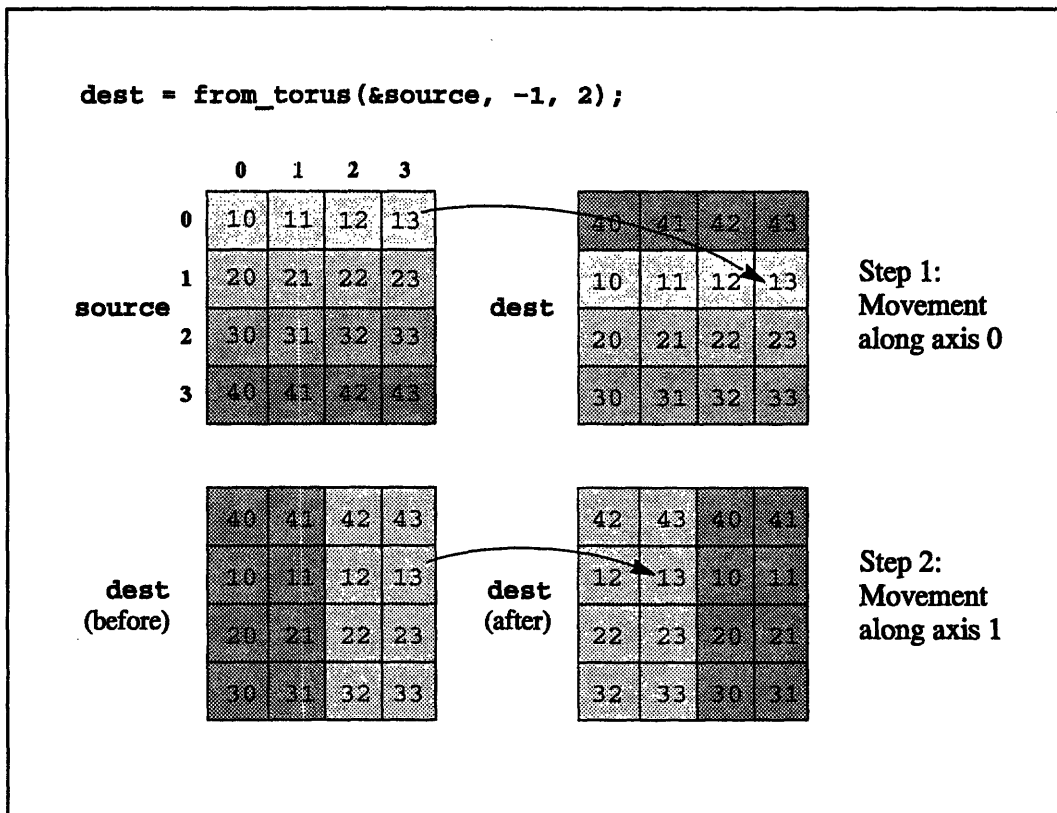 dest = from_torus(&source, -1, 2);
0 1 2 3
0 10 11 12 13
1 20 21 22 23
source
2 30 31 32 33
3 40 41 42 43
dest
40 41 42 43
10 11 12 13
20 21 22 23
30 31 32 33
Step 1:
Movement
along axis 0
dest
(before)
40 41 42 43
10 11 12 13
20 21 22 23
30 31 32 33
dest
(after)
42 43 40 41
12 13 10 11
22 23 20 21
32 33 30 31
Step 2:
Movement
along axis 1